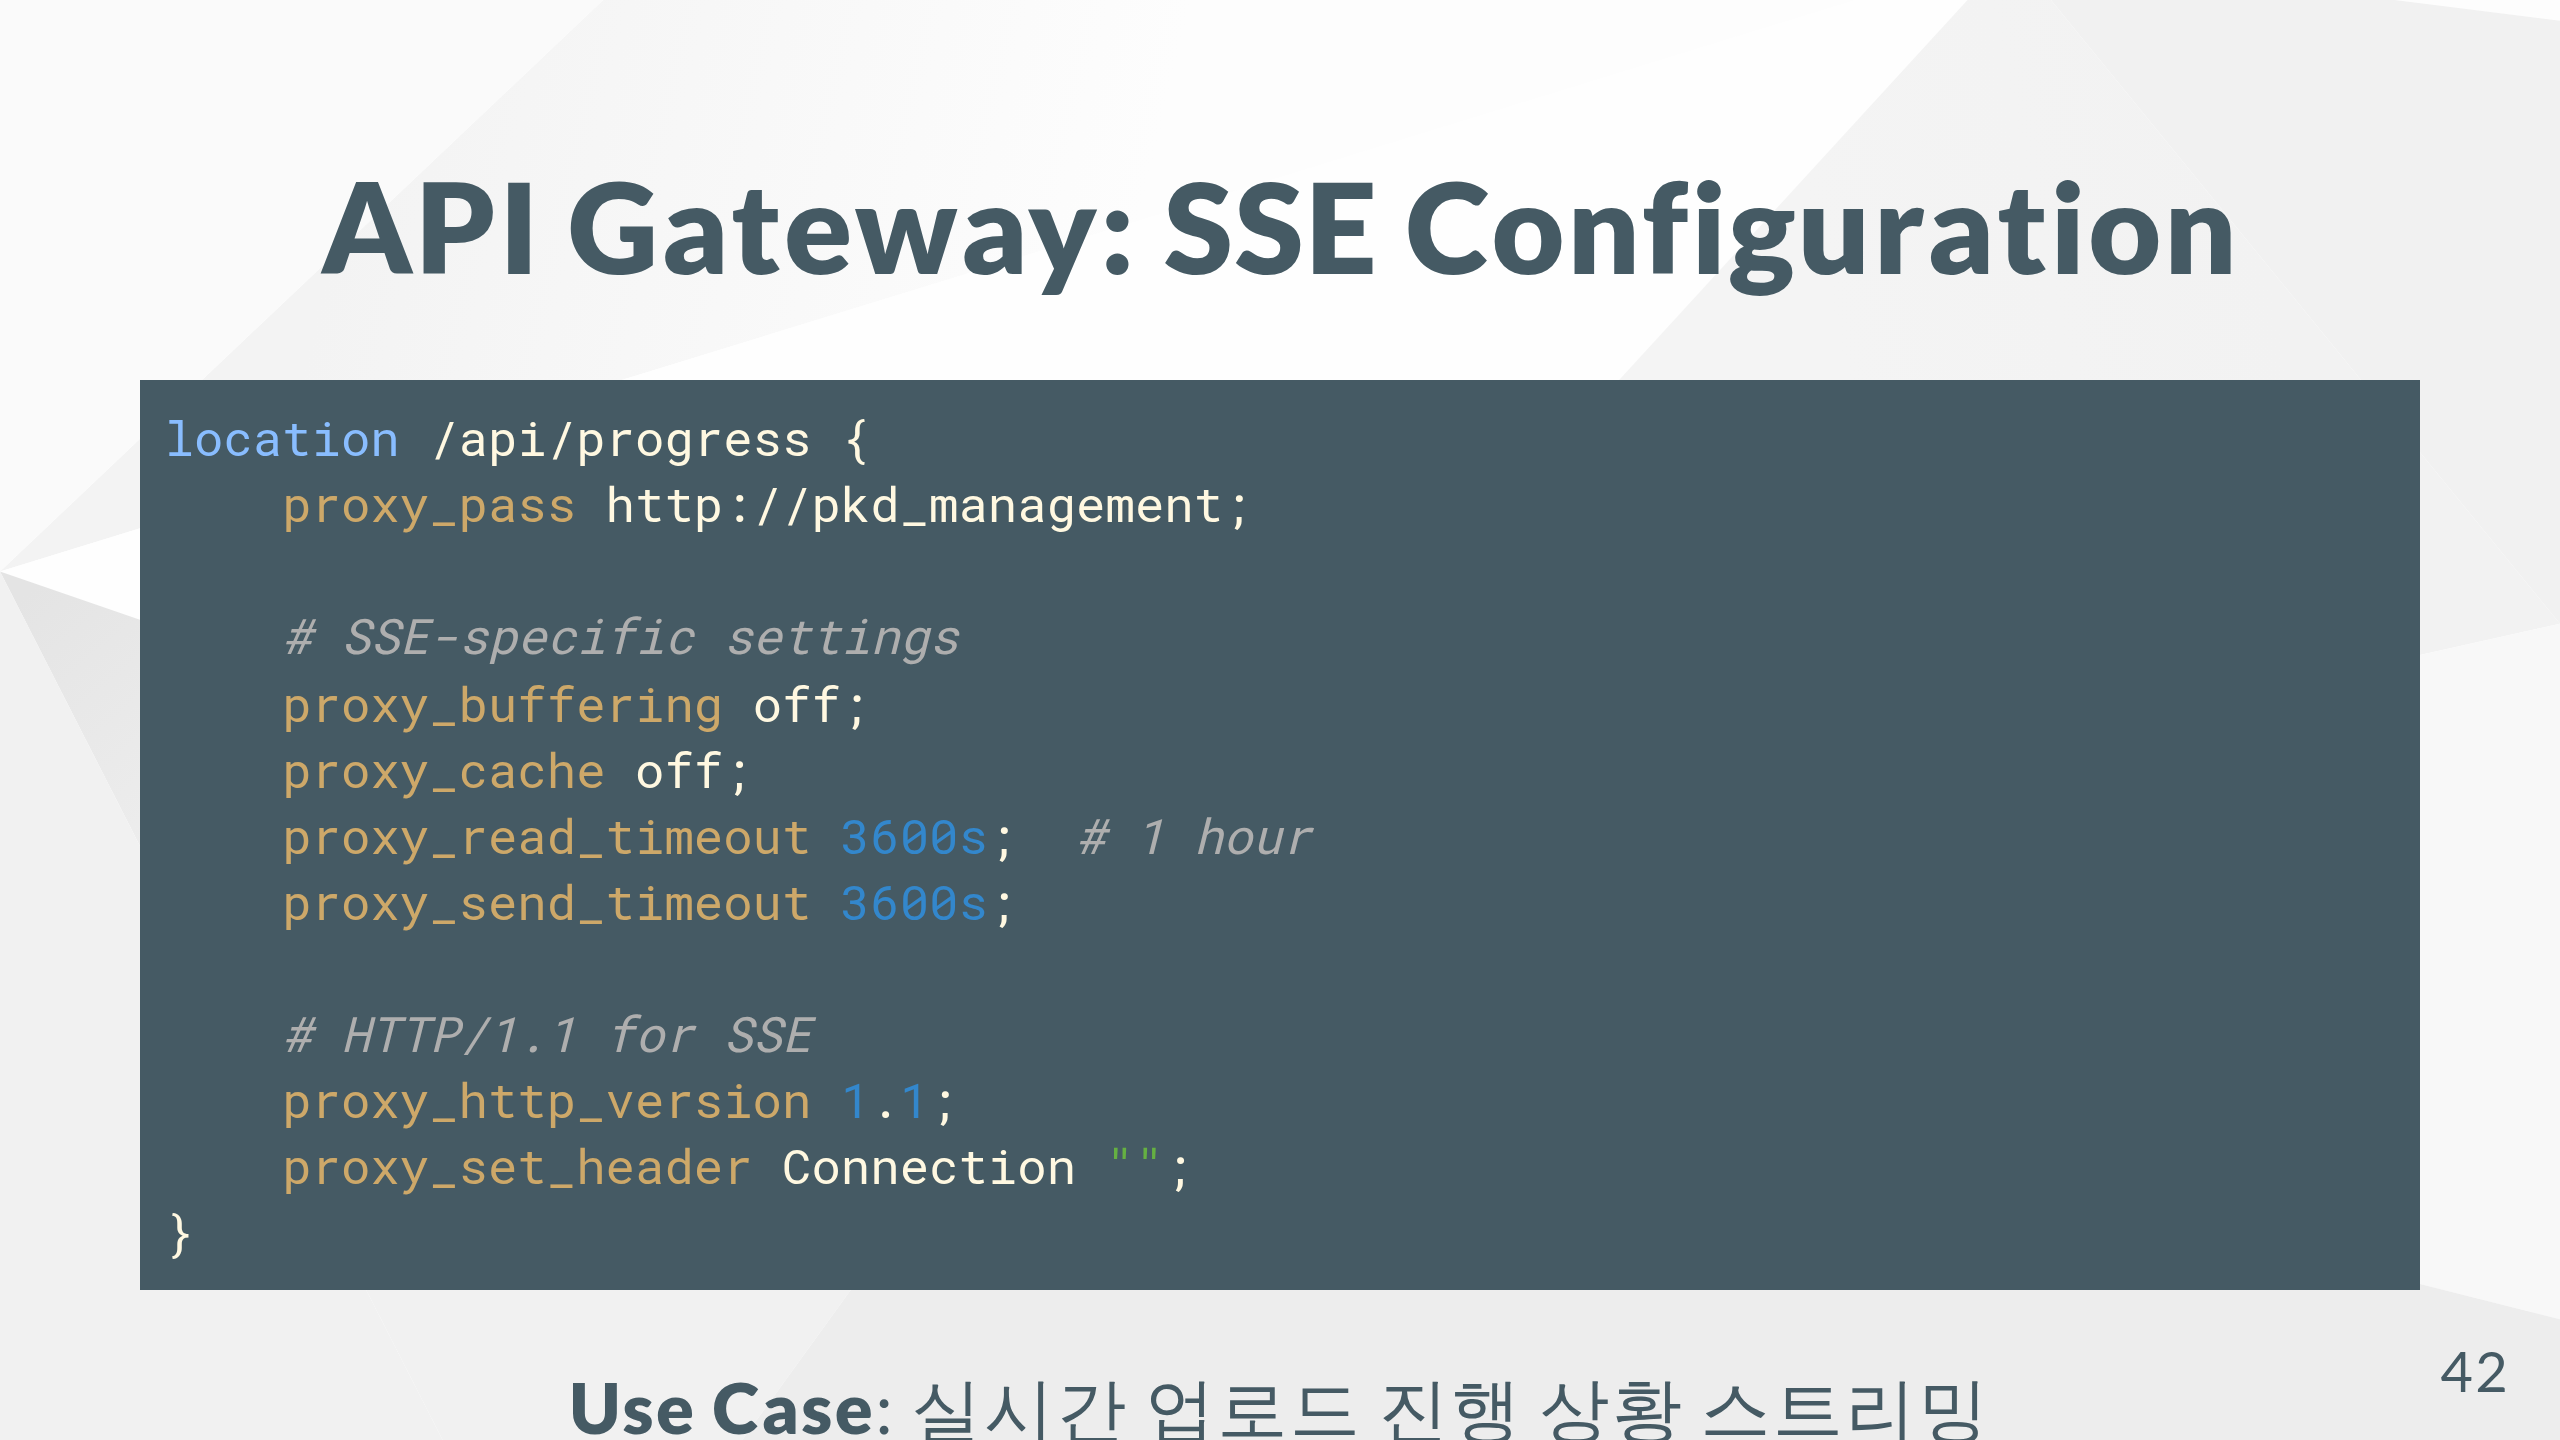 API Gateway: SSE Configuration
location /api/progress {
    proxy_pass http://pkd_management;

    # SSE-specific settings
    proxy_buffering off;
    proxy_cache off;
    proxy_read_timeout 3600s;  # 1 hour
    proxy_send_timeout 3600s;

    # HTTP/1.1 for SSE
    proxy_http_version 1.1;
    proxy_set_header Connection "";
}
Use Case: 실시간 업로드 진행 상황 스트리밍
42